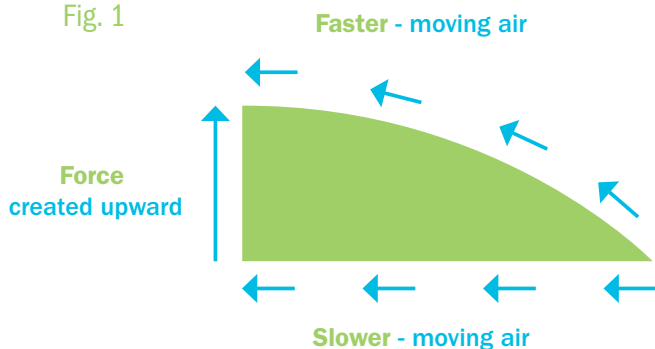 Fig. 1
Faster - moving air
Force
created upward
Slower - moving air